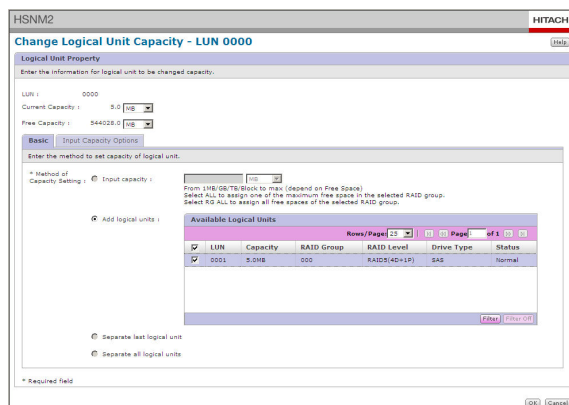 HSNM2
HITACH
Change Logical Unit Capacity - LUN 0000
Help
Logical Unit Property
Enter the information for logical unit to be changed capacity.
LUN : 0000
Current Capacity : 5.0 MB
Free Capacity : 544028.0 MB
Basic Input Capacity Options
Enter the method to set capacity of logical unit.
* Method of Capacity Setting : Input capacity : MB
From 1MB/GB/TB/Block to max (depend on Free Space)
Select ALL to assign one of the maximum free space in the selected RAID group.
Select RG ALL to assign all free spaces of the selected RAID group.
Add logical units : Available Logical Units
Rows/Page: 25 Page 1 of 1
LUN Capacity RAID Group RAID Level Drive Type Status
0001 5.0MB 000 RAID5(4D+1P) SAS Normal
Filter Filter Off
Separate last logical unit
Separate all logical units
* Required field
OK Cancel